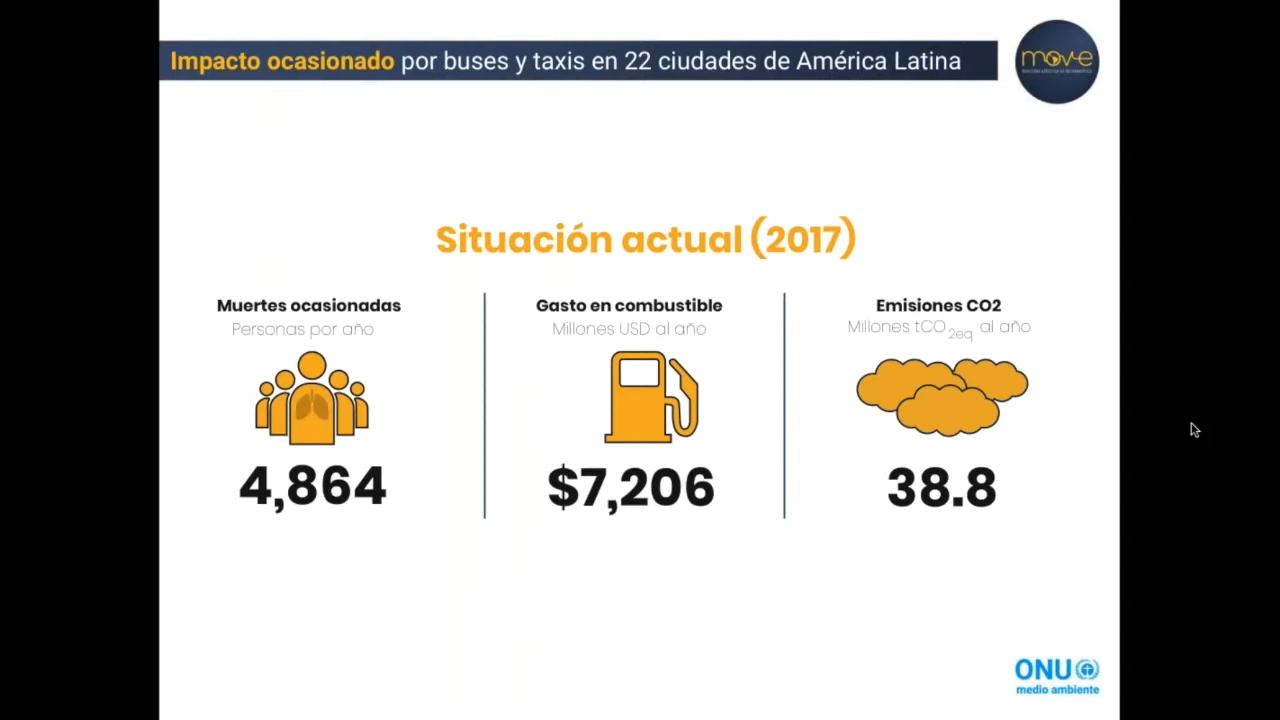 Impacto ocasionado por buses y taxis en 22 ciudades de América Latina
move
Situación actual (2017)
Muertes ocasionadas
Personas por año
4,864
Gasto en combustible
Millones USD al año
$7,206
Emisiones CO2
Millones tCO2eq al año
38.8
ONU
medio ambiente